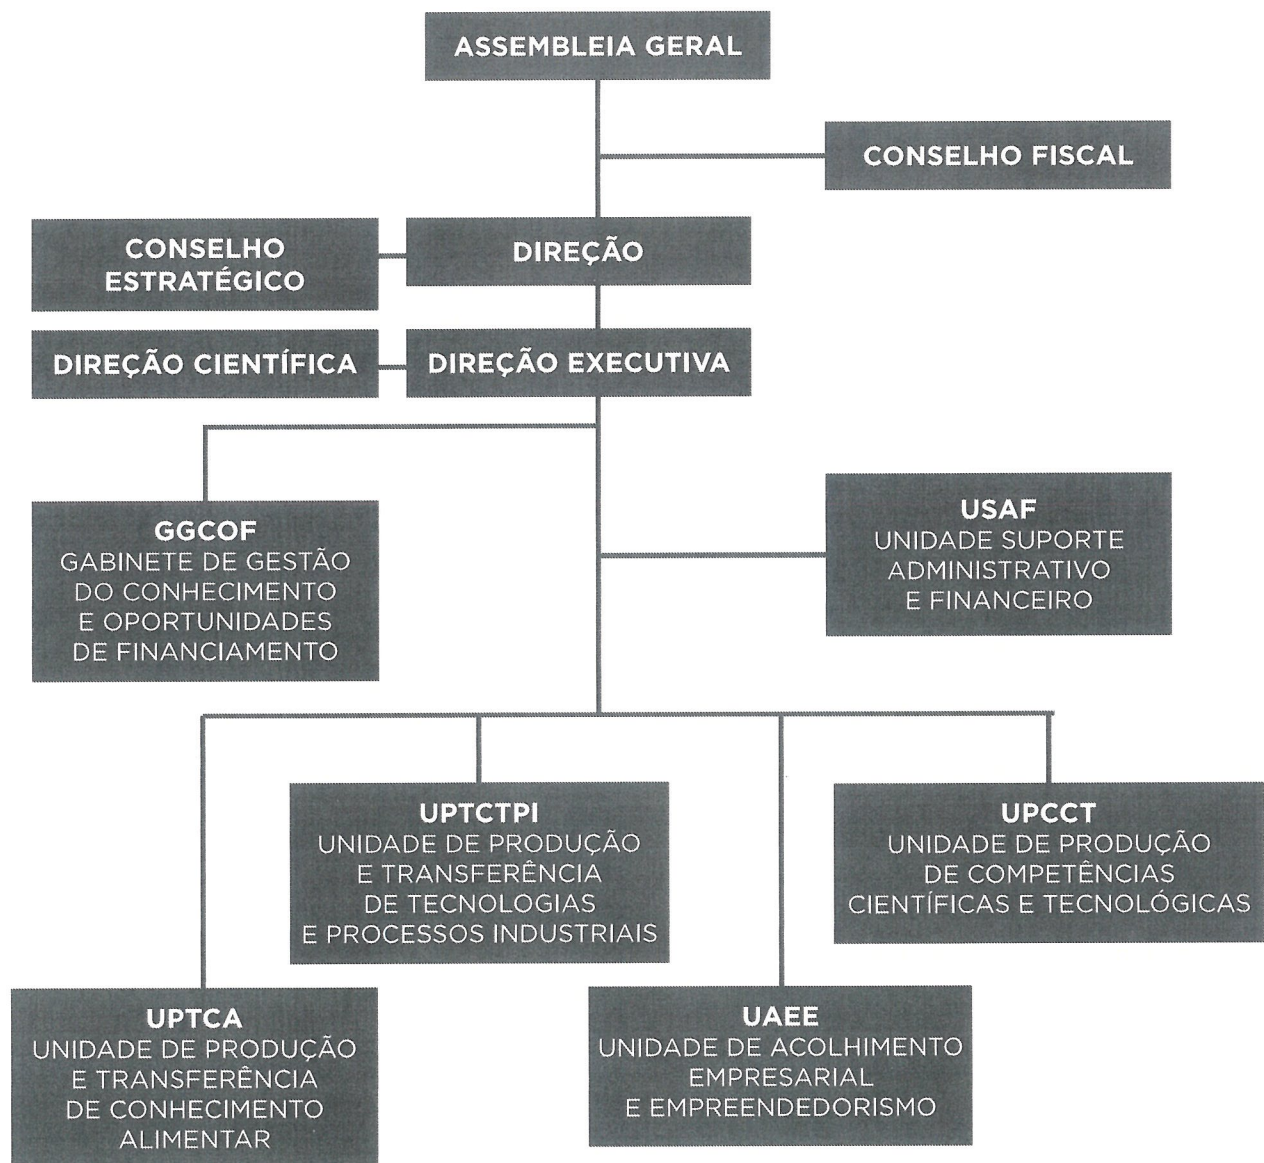 ASSEMBLEIA GERAL
CONSELHO FISCAL
CONSELHO
ESTRATÉGICO
DIREÇÃO
DIREÇÃO CIENTÍFICA
DIREÇÃO EXECUTIVA
GGCOF
GABINETE DE GESTÃO
DO CONHECIMENTO
E OPORTUNIDADES
DE FINANCIAMENTO
USAF
UNIDADE SUPORTE
ADMINISTRATIVO
E FINANCEIRO
UPTCTPI
UNIDADE DE PRODUÇÃO
E TRANSFERÊNCIA
DE TECNOLOGIAS
E PROCESSOS INDUSTRIAIS
UPCCT
UNIDADE DE PRODUÇÃO
DE COMPETÊNCIAS
CIENTÍFICAS E TECNOLÓGICAS
UPTCA
UNIDADE DE PRODUÇÃO
E TRANSFERÊNCIA
DE CONHECIMENTO
ALIMENTAR
UAEE
UNIDADE DE ACOLHIMENTO
EMPRESARIAL
E EMPREENDEDORISMO